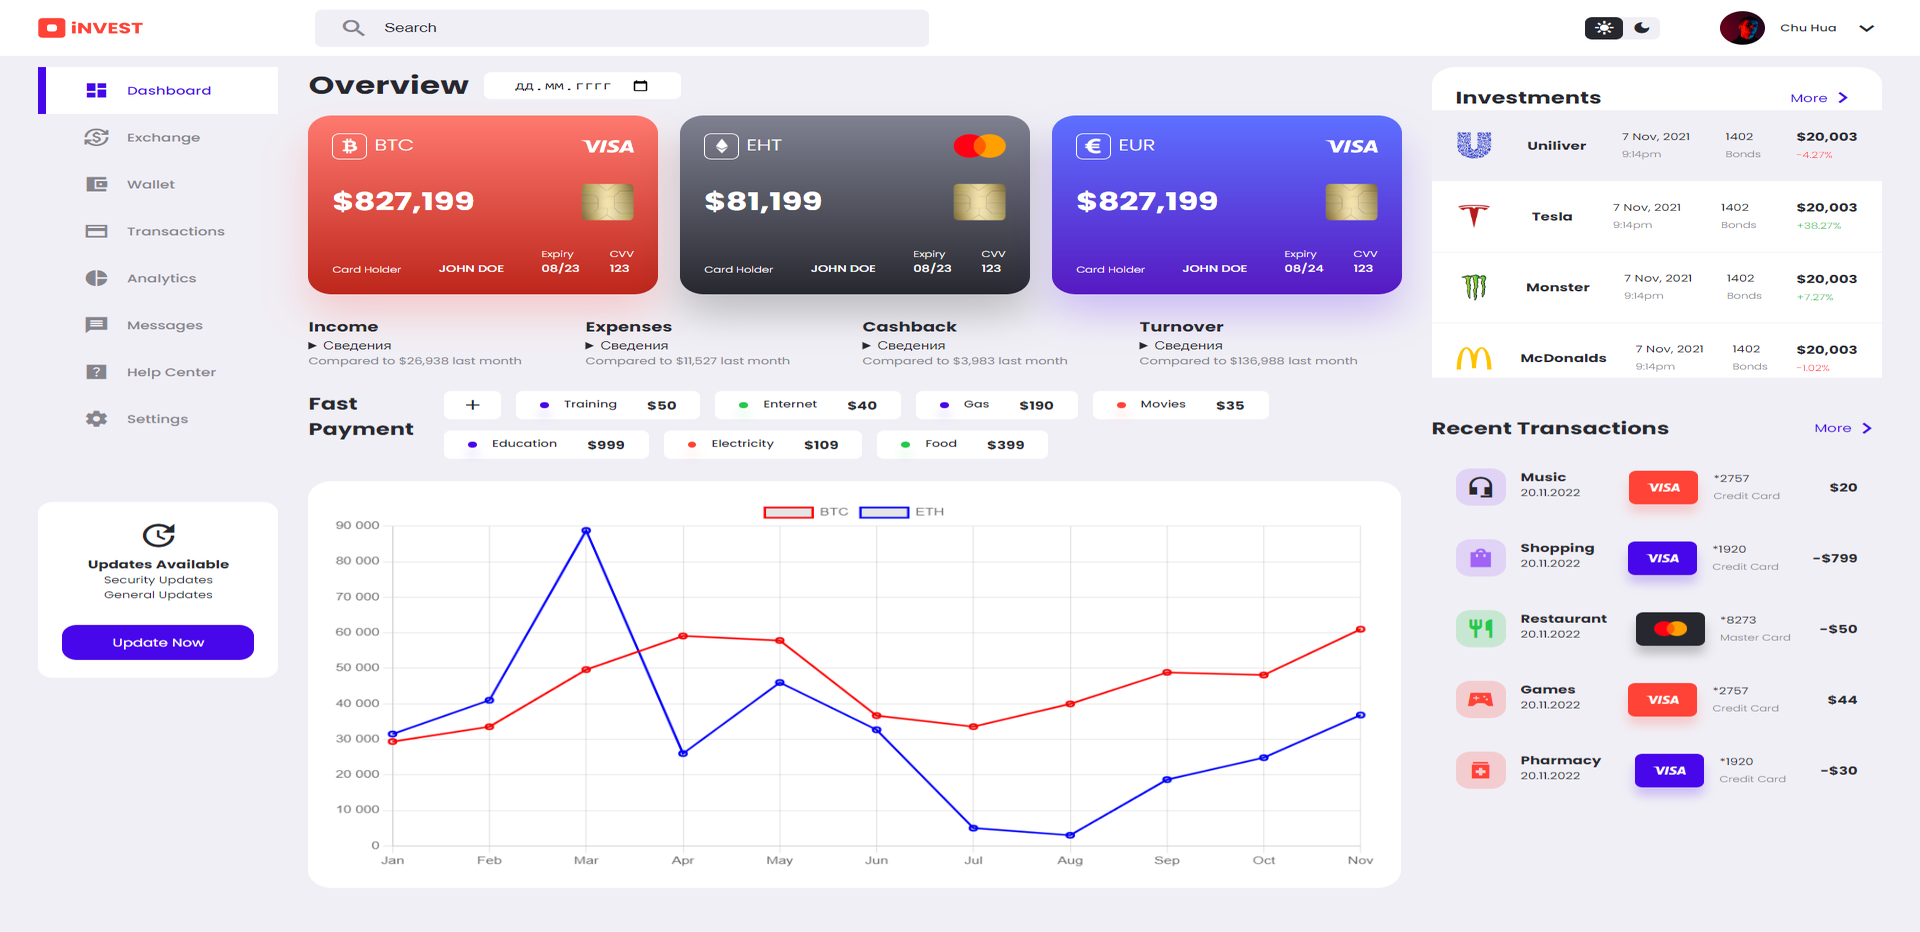 iNVEST
Search
Chu Hua
Dashboard
Exchange
Wallet
Transactions
Analytics
Messages
Help Center
Settings
Updates Available
Security Updates
General Updates
Update Now
Overview
ДД.ММ.ГГГГ
BTC
VISA
$827,199
Card Holder
JOHN DOE
Expiry
08/23
CVV
123
EHT
$81,199
Card Holder
JOHN DOE
Expiry
08/23
CVV
123
EUR
VISA
$827,199
Card Holder
JOHN DOE
Expiry
08/24
CVV
123
Income
Сведения
Compared to $26,938 last month
Expenses
Сведения
Compared to $11,527 last month
Cashback
Сведения
Compared to $3,983 last month
Turnover
Сведения
Compared to $136,988 last month
Fast
Payment
+
Training $50
Enternet $40
Gas $190
Movies $35
Education $999
Electricity $109
Food $399
BTC ETH
90 000
80 000
70 000
60 000
50 000
40 000
30 000
20 000
10 000
0
Jan Feb Mar Apr May Jun Jul Aug Sep Oct Nov
Investments
More
Uniliver
7 Nov, 2021
9:14pm
1402
Bonds
$20,003
-4.27%
Tesla
7 Nov, 2021
9:14pm
1402
Bonds
$20,003
+38.27%
Monster
7 Nov, 2021
9:14pm
1402
Bonds
$20,003
+7.27%
McDonalds
7 Nov, 2021
9:14pm
1402
Bonds
$20,003
-1.02%
Recent Transactions
More
Music
20.11.2022
VISA
*2757
Credit Card
$20
Shopping
20.11.2022
VISA
*1920
Credit Card
-$799
Restaurant
20.11.2022
*8273
Master Card
-$50
Games
20.11.2022
VISA
*2757
Credit Card
$44
Pharmacy
20.11.2022
VISA
*1920
Credit Card
-$30